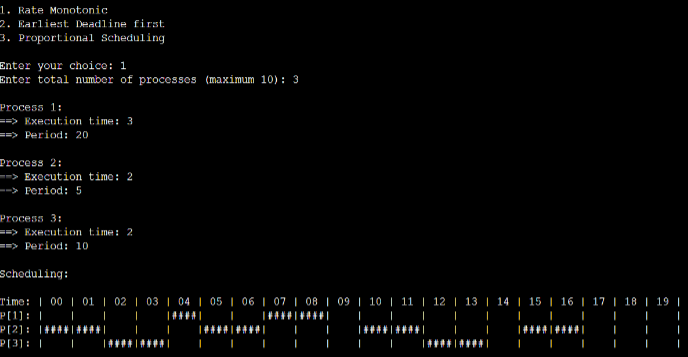 1. Rate Monotonic
2. Earliest Deadline first
3. Proportional Scheduling
Enter your choice: 1
Enter total number of processes (maximum 10): 3
Process 1:
==> Execution time: 3
==> Period: 20
Process 2:
==> Execution time: 2
==> Period: 5
Process 3:
==> Execution time: 2
==> Period: 10
Scheduling:
Time: | 00 | 01 | 02 | 03 | 04 | 05 | 06 | 07 | 08 | 09 | 10 | 11 | 12 | 13 | 14 | 15 | 16 | 17 | 18 | 19 |
P[1]: |    |    |    |    |####|    |    |####|####|    |    |    |    |    |    |    |    |    |    |    |
P[2]: |####|####|    |    |    |####|####|    |    |    |####|####|    |    |    |####|####|    |    |    |
P[3]: |    |    |####|####|    |    |    |    |    |    |    |    |####|####|    |    |    |    |    |    |